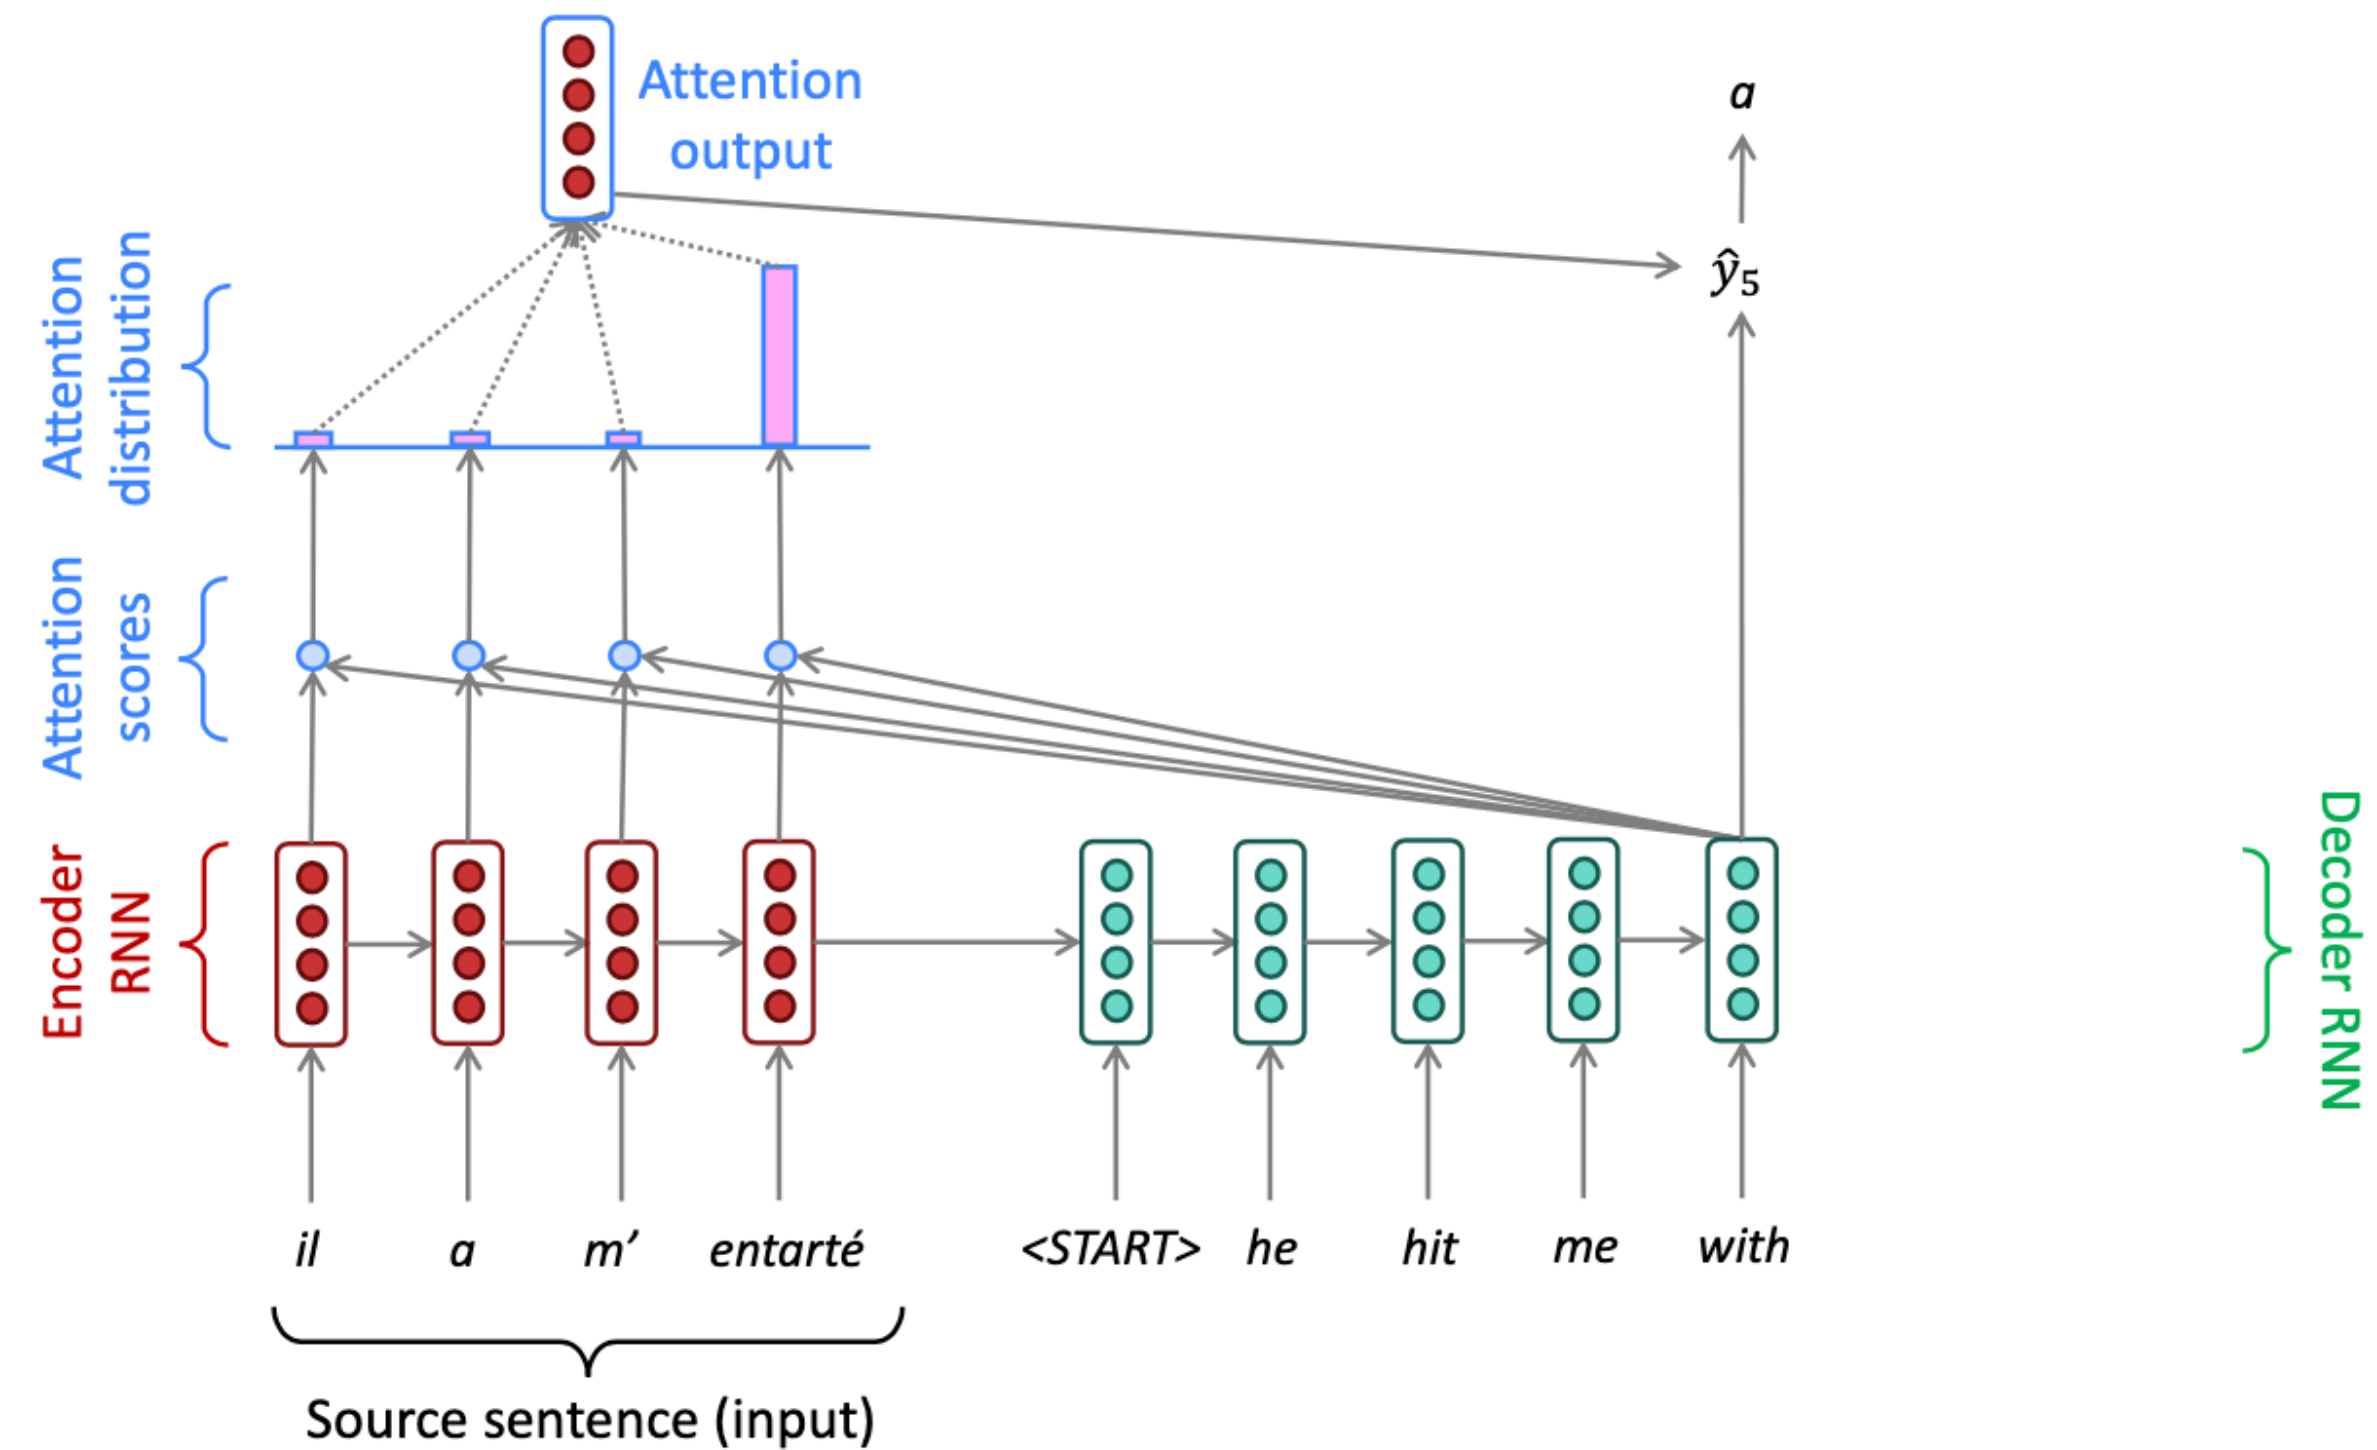 Attention
output
a
Attention
distribution
ŷ₅
Attention
scores
Encoder
RNN
Decoder RNN
il a m’ entarté <START> he hit me with
Source sentence (input)